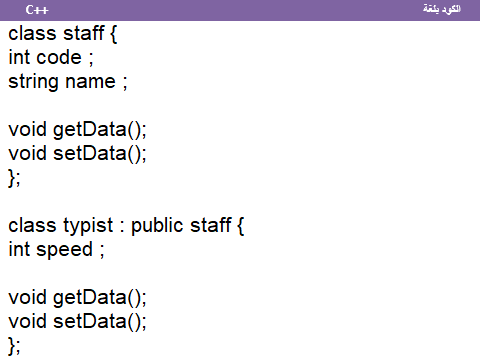 C++ الكود بلغة
class staff {
int code ;
string name ;
void getData();
void setData();
};
class typist : public staff {
int speed ;
void getData();
void setData();
};